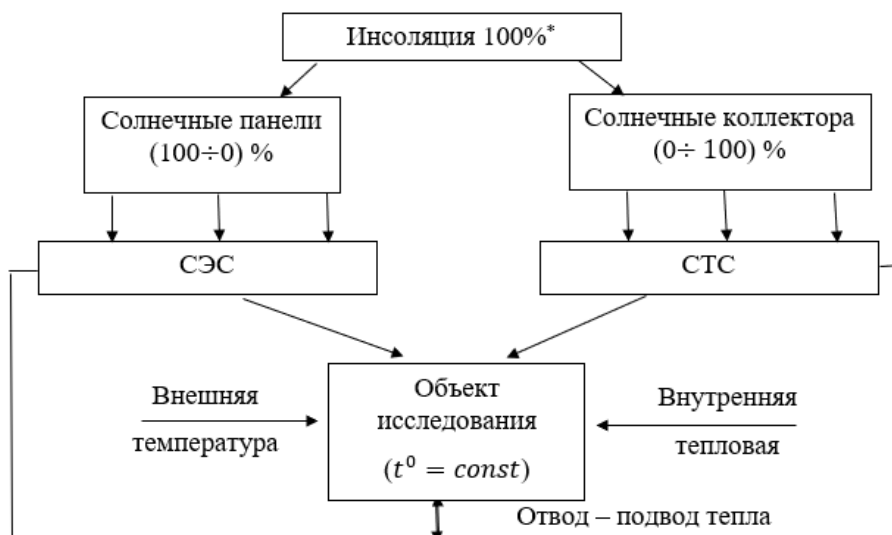 Инсоляция 100%*
Солнечные панели
(100÷0) %
Солнечные коллектора
(0÷ 100) %
СЭС
СТС
Внешняя
температура
Объект
исследования
(t⁰ = const)
Внутренняя
тепловая
Отвод – подвод тепла